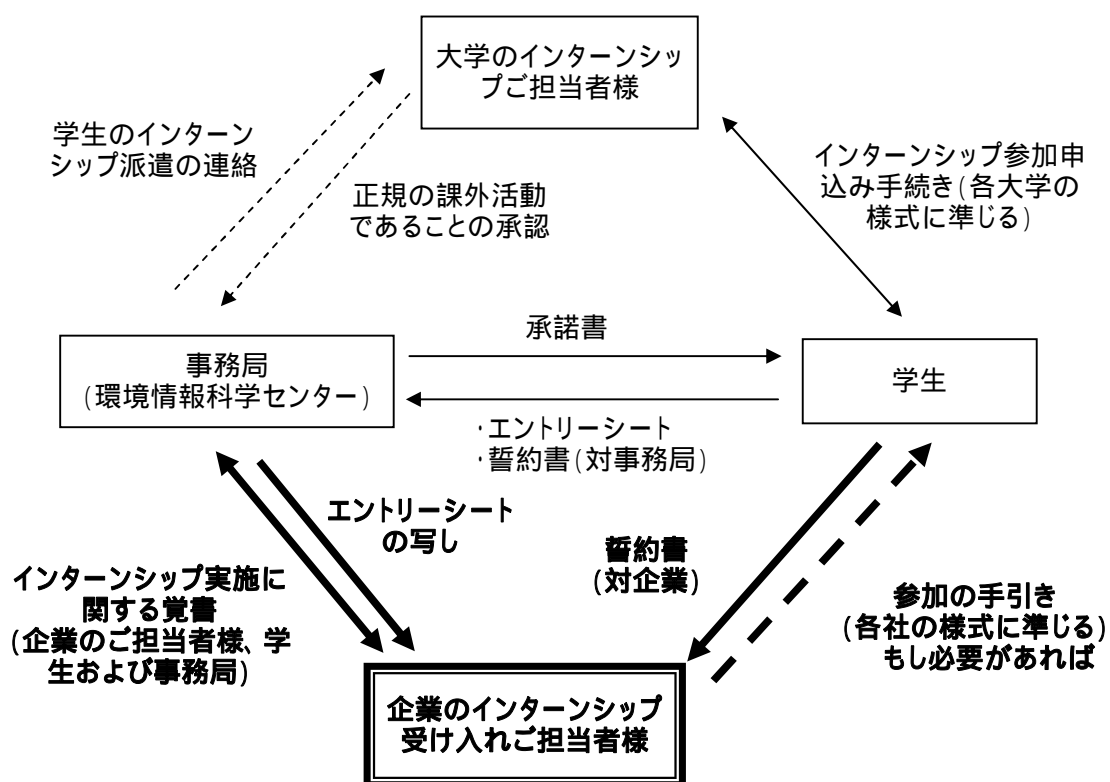 大学のインターンシッ
プご担当者様
学生のインターン
シップ派遣の連絡
正規の課外活動
であることの承認
インターンシップ参加申
込み手続き(各大学の
様式に準じる)
承諾書
事務局
(環境情報科学センター)
学生
・エントリーシート
・誓約書(対事務局)
エントリーシート
の写し
誓約書
(対企業)
インターンシップ実施に
関する覚書
(企業のご担当者様、学
生および事務局)
参加の手引き
(各社の様式に準じる)
もし必要があれば
企業のインターンシップ
受け入れご担当者様